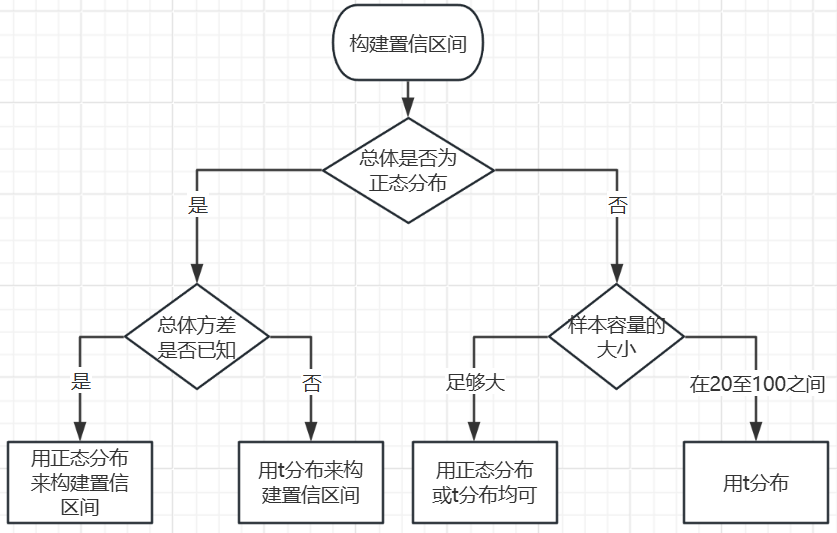 构建置信区间
总体是否为
正态分布
是
否
总体方差
是否已知
样本容量的
大小
是
否
足够大
在20至100之间
用正态分布
来构建置信
区间
用t分布来构
建置信区间
用正态分布
或t分布均可
用t分布